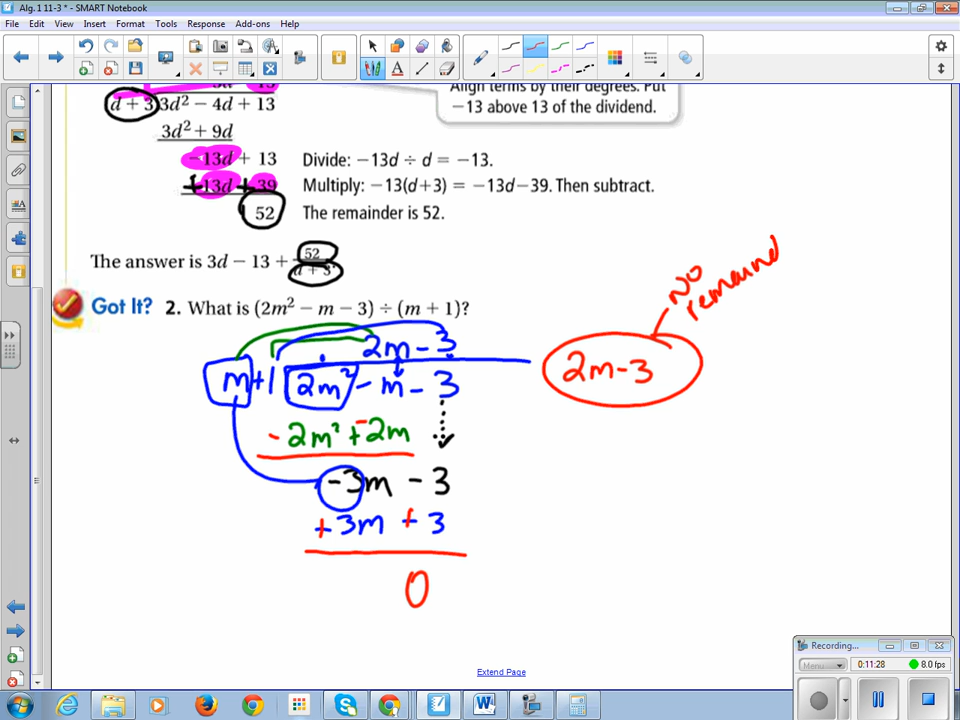 Alg. 1 11-3 * - SMART Notebook
File Edit View Insert Format Tools Response Add-ons Help
Align terms by their degrees. Put
−13 above 13 of the dividend.
d + 3 3d² − 4d + 13
3d² + 9d
−13d + 13 Divide: −13d ÷ d = −13.
+13d + 39 Multiply: −13(d+3) = −13d−39. Then subtract.
52 The remainder is 52.
The answer is 3d − 13 + 52/d + 3
Got It? 2. What is (2m² − m − 3) ÷ (m + 1)?
No
remaind
2m − 3
m+1 2m² − m − 3
2m − 3
- 2m² + - 2m
-3m - 3
+ 3m + 3
0
Extend Page
Recording...
Menu 0:11:28 8.0 fps